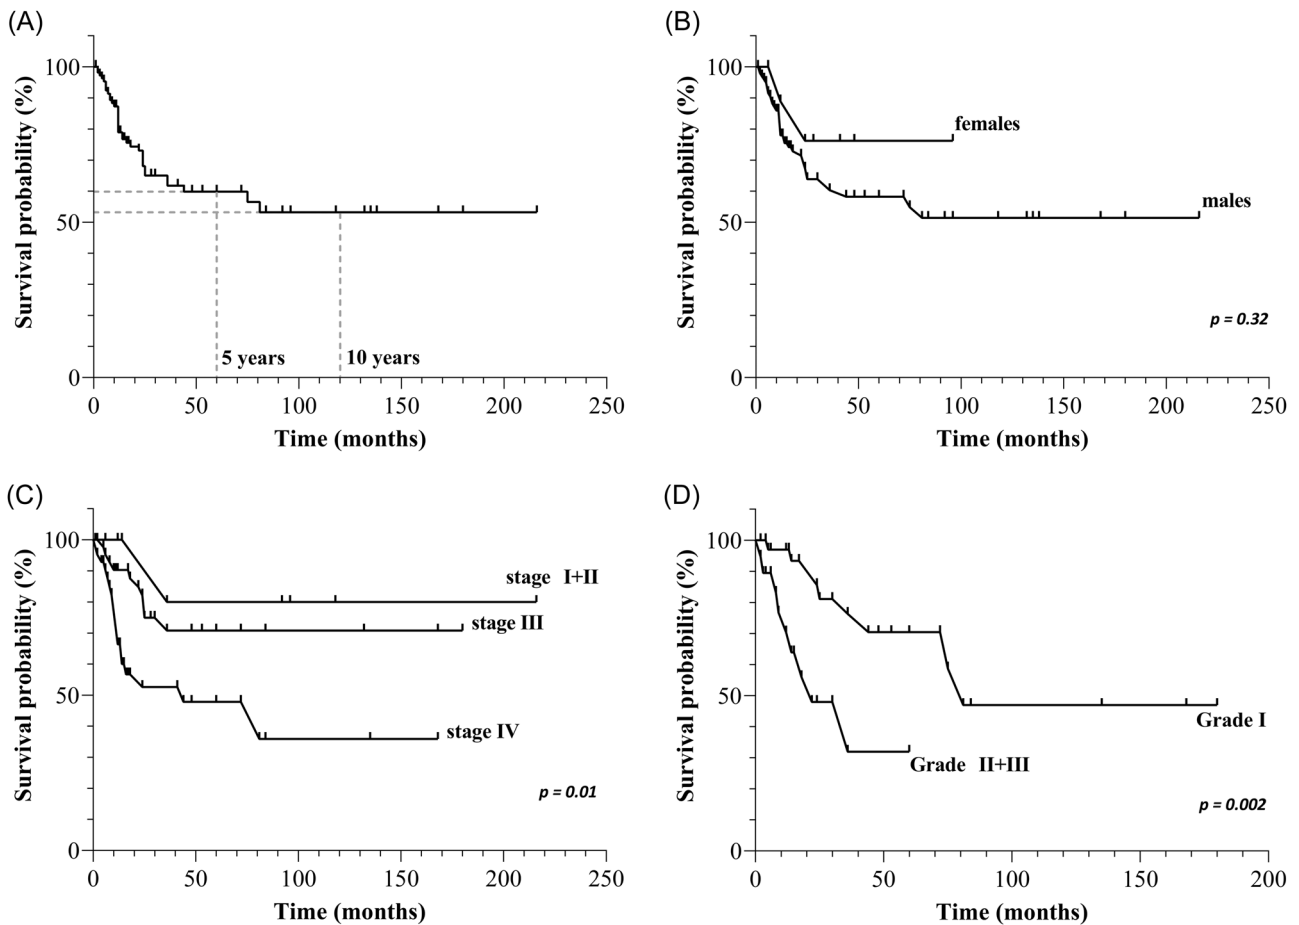 (A)
Survival probability (%)
100
50
0
5 years
10 years
0 50 100 150 200 250
Time (months)
(B)
Survival probability (%)
100
50
0
females
males
p = 0.32
0 50 100 150 200 250
Time (months)
(C)
Survival probability (%)
100
50
0
stage I+II
stage III
stage IV
p = 0.01
0 50 100 150 200 250
Time (months)
(D)
Survival probability (%)
100
50
0
Grade I
Grade II+III
p = 0.002
0 50 100 150 200
Time (months)